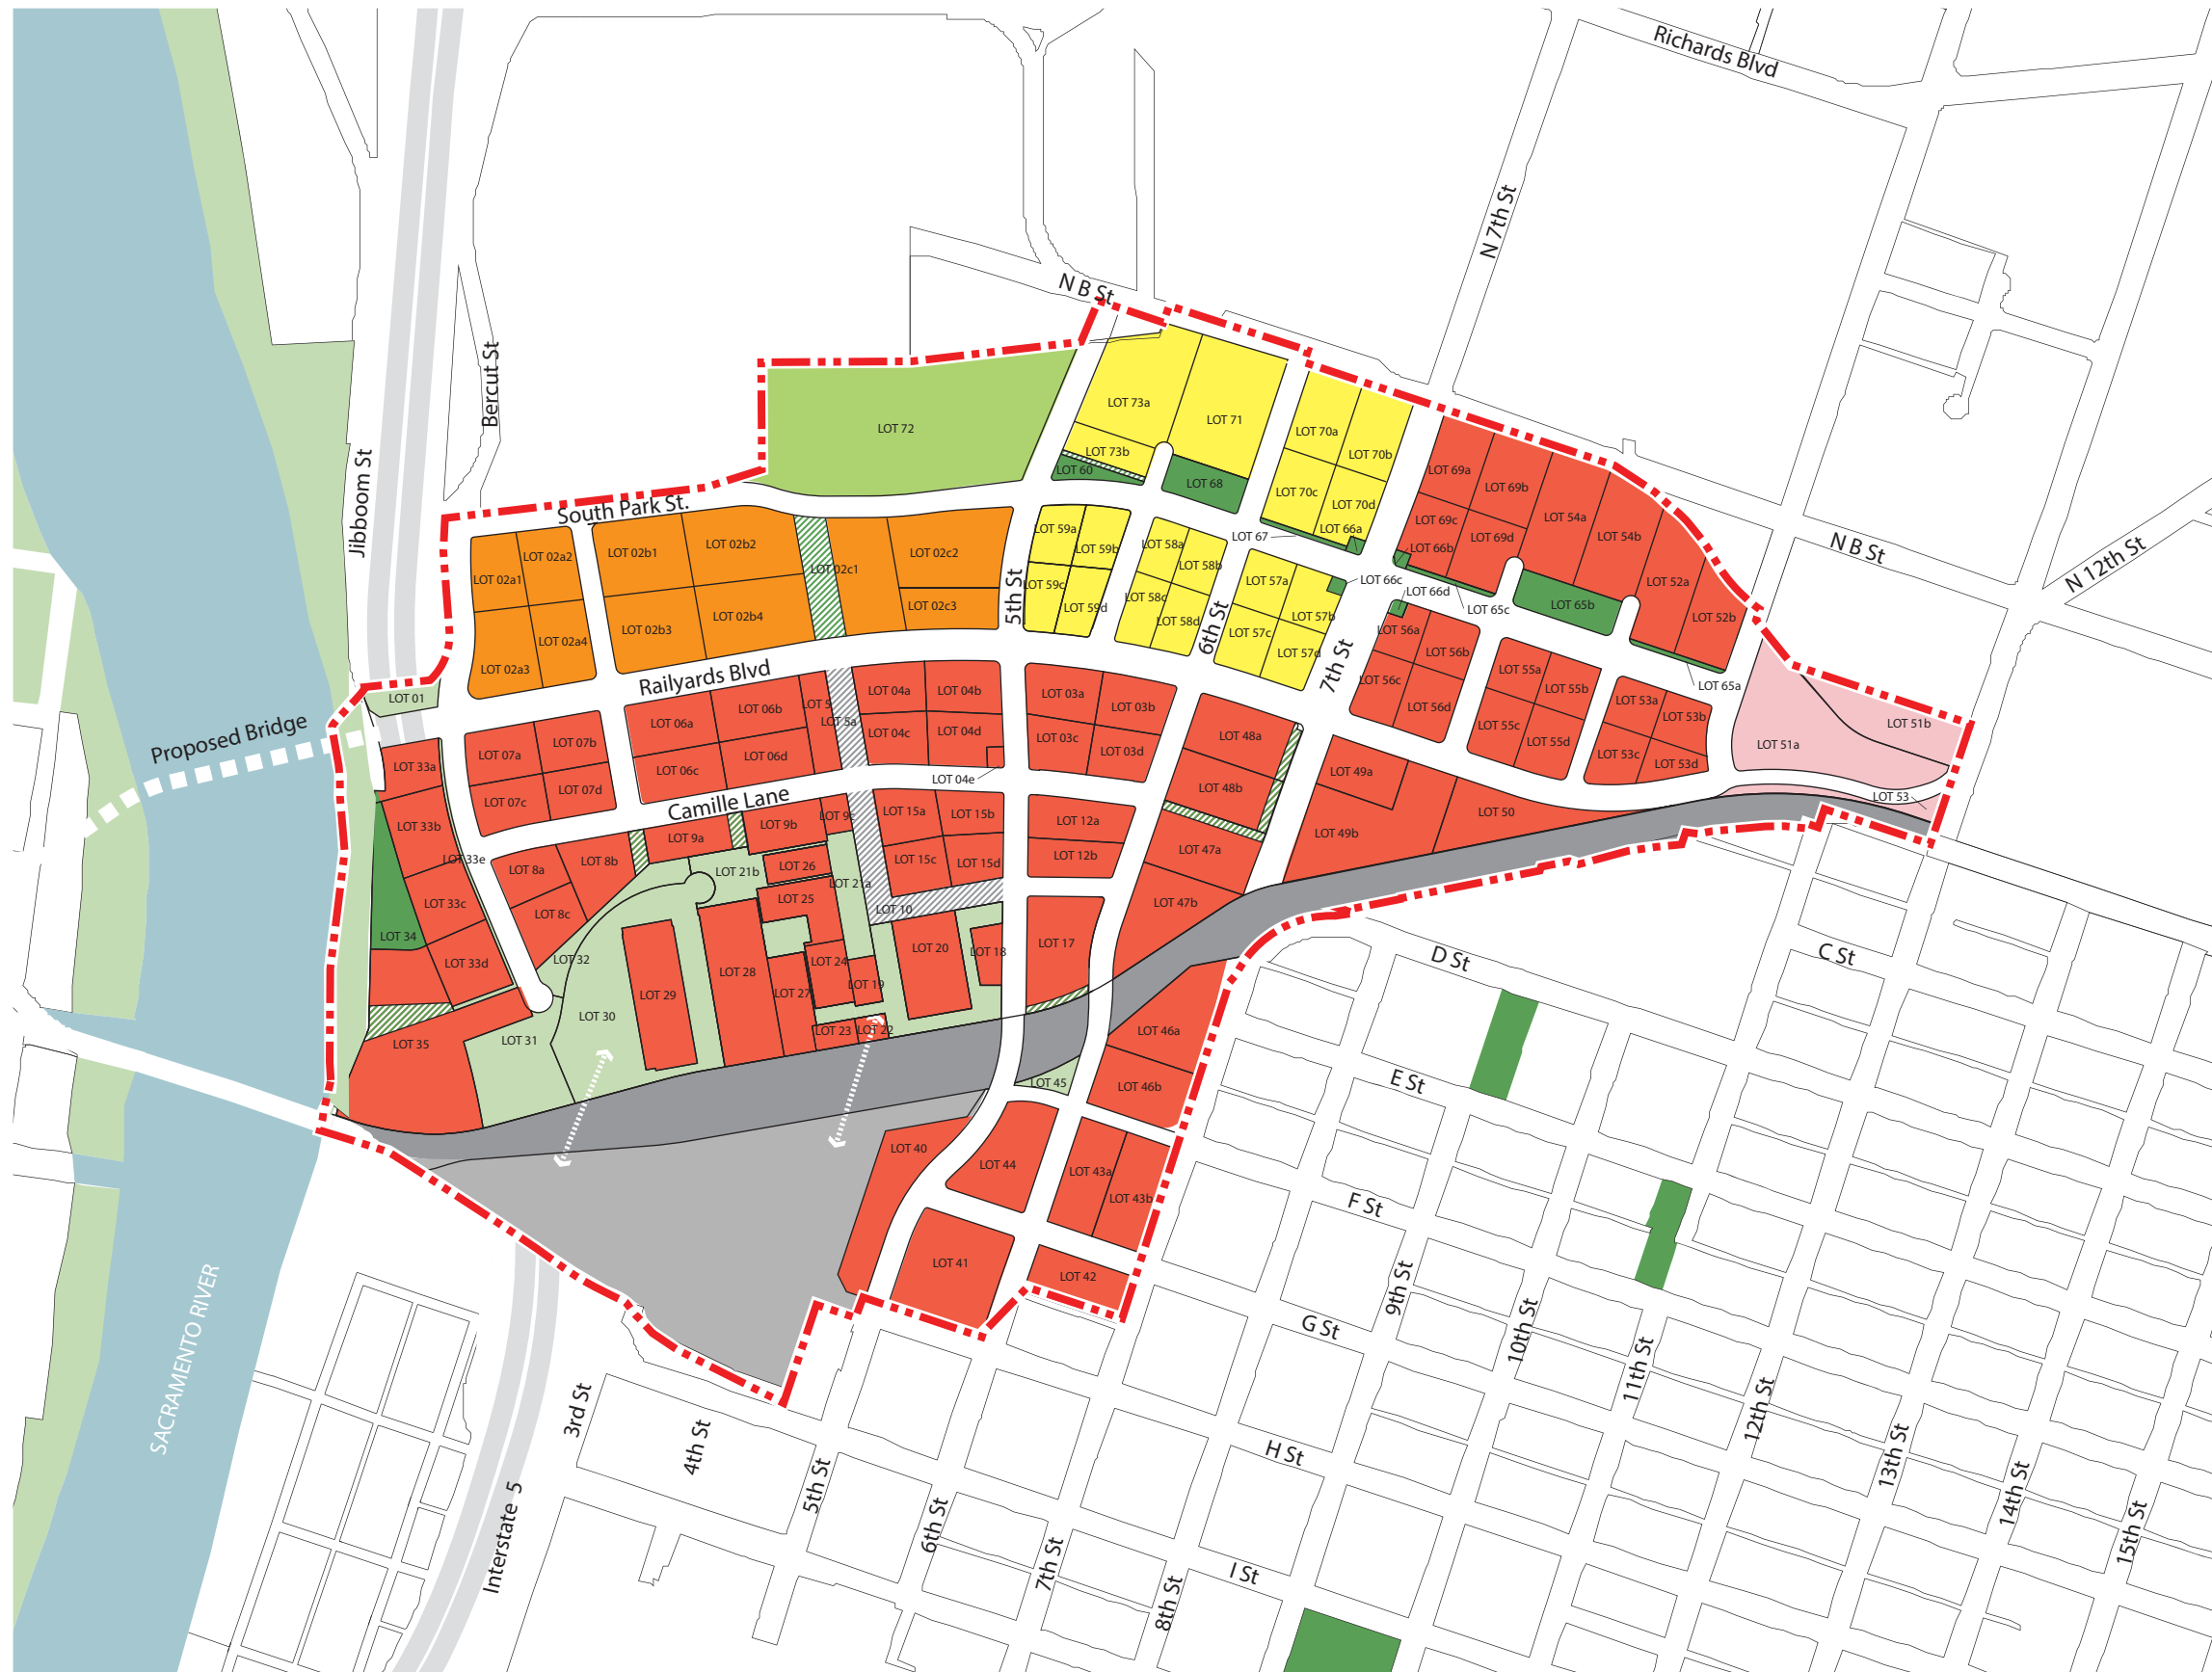 Richards Blvd
N 7th St
N B St
Bercut St
Jibboom St
N B St
N 12th St
LOT 72
LOT 73a
LOT 71
LOT 73b
LOT 60
LOT 68
LOT 70a
LOT 70b
LOT 70c
LOT 70d
LOT 67
LOT 66a
LOT 69a
LOT 69b
LOT 69c
LOT 69d
LOT 66b
LOT 54a
LOT 54b
LOT 52a
LOT 52b
LOT 66c
LOT 66d
LOT 65c
LOT 65b
LOT 65a
South Park St.
LOT 02a1
LOT 02a2
LOT 02a3
LOT 02a4
LOT 02b1
LOT 02b2
LOT 02b3
LOT 02b4
LOT 02c1
LOT 02c2
LOT 02c3
5th St
LOT 59a
LOT 59b
LOT 59c
LOT 59d
LOT 58a
LOT 58b
LOT 58c
LOT 58d
6th St
LOT 57a
LOT 57b
LOT 57c
LOT 57d
7th St
LOT 56a
LOT 56b
LOT 56c
LOT 56d
LOT 55a
LOT 55b
LOT 55c
LOT 55d
LOT 53a
LOT 53b
LOT 53c
LOT 53d
LOT 51a
LOT 51b
LOT 53
LOT 01
Proposed Bridge
Railyards Blvd
LOT 07a
LOT 07b
LOT 07c
LOT 07d
LOT 06a
LOT 06b
LOT 06c
LOT 06d
LOT 5
LOT 5a
LOT 04a
LOT 04b
LOT 04c
LOT 04d
LOT 04e
LOT 03a
LOT 03b
LOT 03c
LOT 03d
LOT 48a
LOT 48b
LOT 49a
LOT 49b
LOT 50
Camille Lane
LOT 33a
LOT 33b
LOT 33e
LOT 33c
LOT 33d
LOT 34
LOT 35
LOT 8a
LOT 8b
LOT 8c
LOT 9a
LOT 9b
LOT 9c
LOT 15a
LOT 15b
LOT 15c
LOT 15d
LOT 12a
LOT 12b
LOT 47a
LOT 47b
LOT 21b
LOT 26
LOT 21a
LOT 25
LOT 10
LOT 32
LOT 29
LOT 28
LOT 27
LOT 24
LOT 19
LOT 20
LOT 18
LOT 17
LOT 30
LOT 31
LOT 23
LOT 22
LOT 45
LOT 46a
LOT 46b
LOT 40
LOT 44
LOT 43a
LOT 43b
LOT 41
LOT 42
SACRAMENTO RIVER
Interstate 5
C St
D St
E St
F St
G St
H St
I St
3rd St
4th St
5th St
6th St
7th St
8th St
9th St
10th St
11th St
12th St
13th St
14th St
15th St